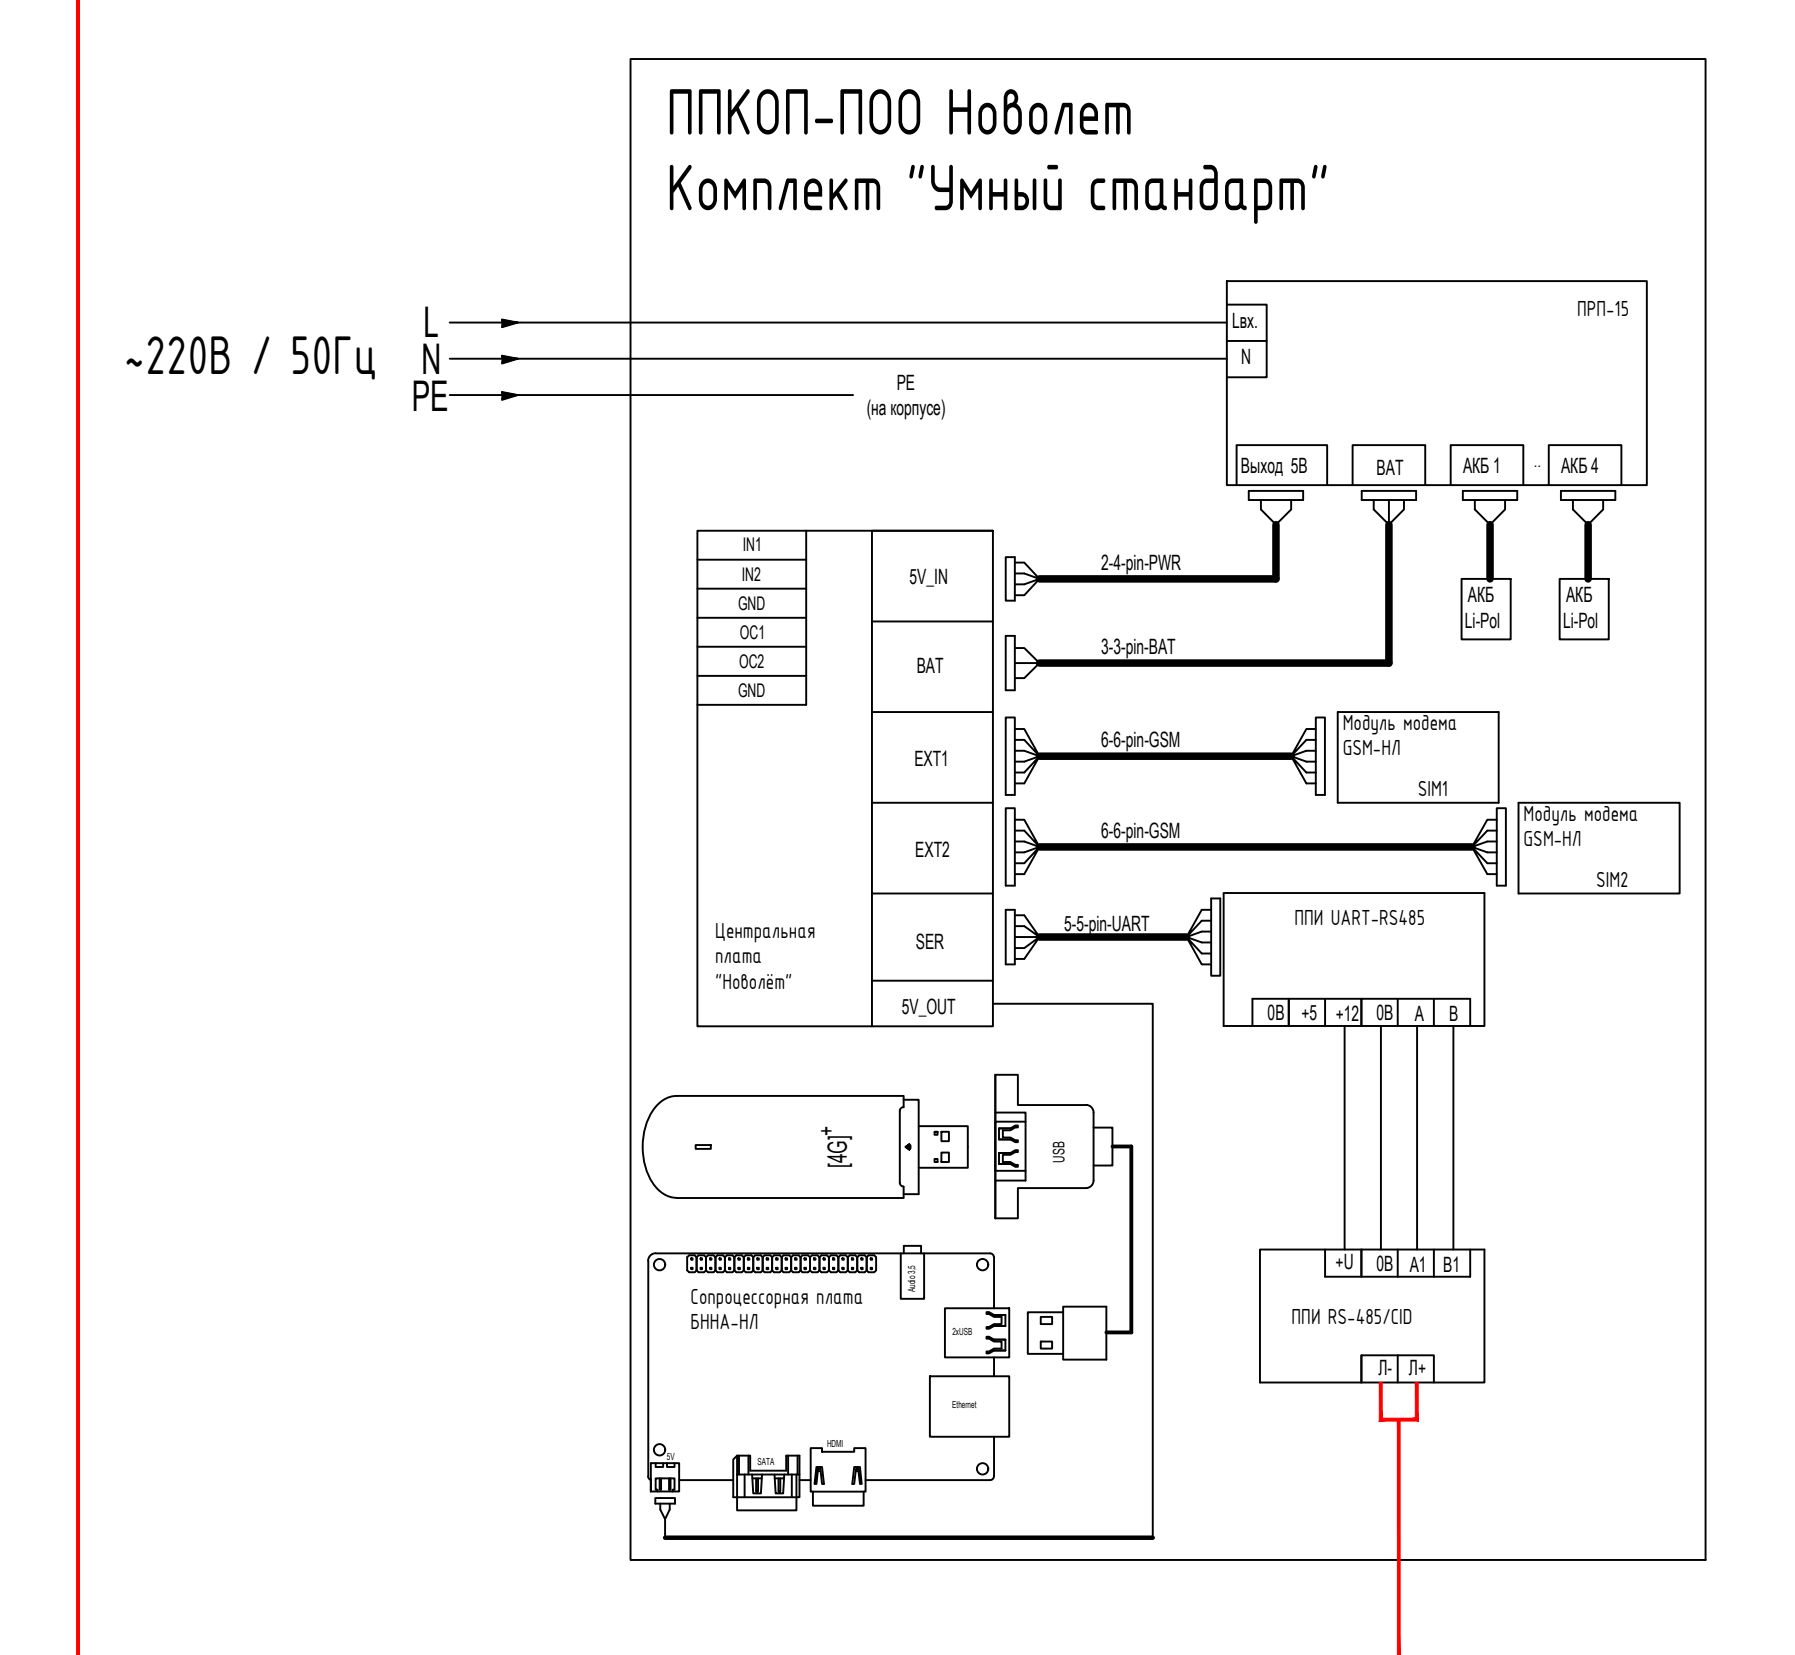 ППКОП-ПОО Новолет
Комплект "Умный стандарт"
~220В / 50Гц
L
N
PE
PE
(на корпусе)
ПРП-15
Lвх.
N
Выход 5В
BAT
АКБ 1
..
АКБ 4
АКБ
Li-Pol
АКБ
Li-Pol
IN1
IN2
GND
OC1
OC2
GND
5V_IN
BAT
EXT1
EXT2
SER
5V_OUT
Центральная
плата
"Новолёт"
2-4-pin-PWR
3-3-pin-BAT
6-6-pin-GSM
6-6-pin-GSM
5-5-pin-UART
Модуль модема
GSM-НЛ
SIM1
Модуль модема
GSM-НЛ
SIM2
ППИ UART-RS485
0В
+5
+12
0В
A
B
[4G]+
USB
Сопроцессорная плата
БННА-НЛ
Audio3,5
2xUSB
Ethernet
5V
SATA
HDMI
+U
0В
A1
B1
ППИ RS-485/CID
Л-
Л+